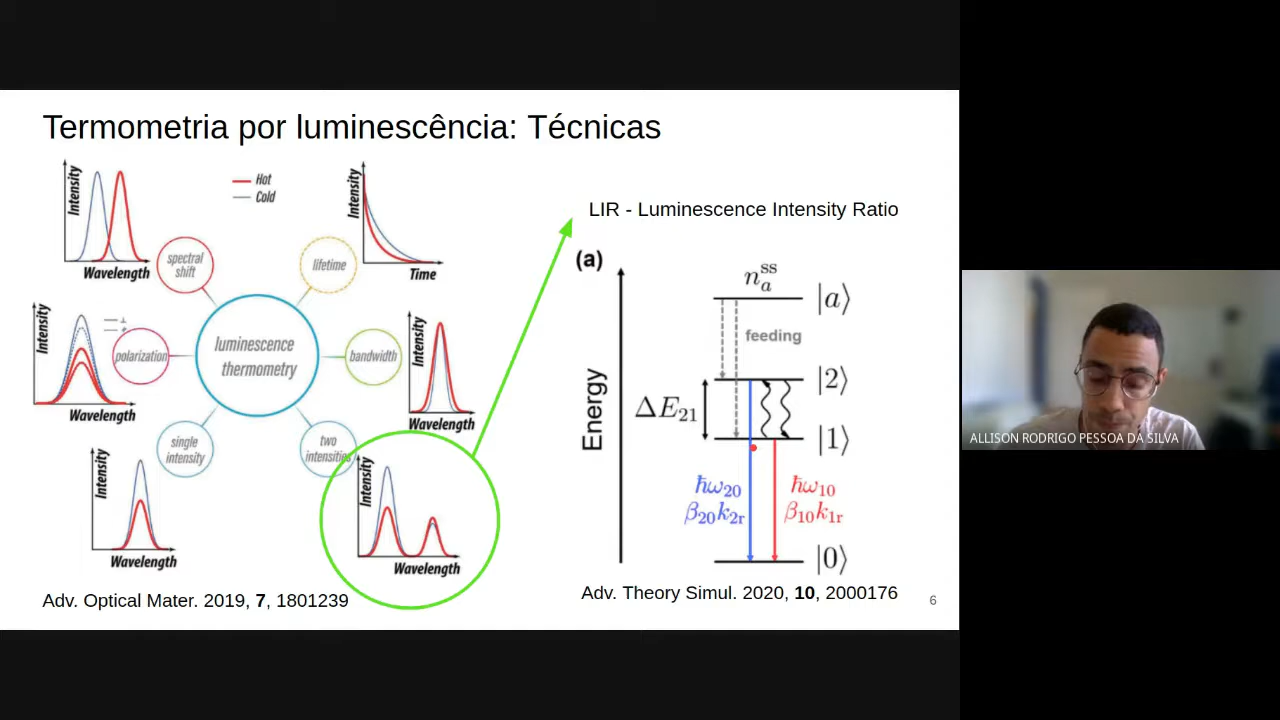 Termometria por luminescência: Técnicas
Hot
Cold
Intensity
Wavelength
spectral
shift
Intensity
Time
lifetime
Intensity
Wavelength
polarization
luminescence
thermometry
bandwidth
Intensity
Wavelength
single
intensity
Intensity
Wavelength
two
intensities
Intensity
Wavelength
Adv. Optical Mater. 2019, 7, 1801239
LIR - Luminescence Intensity Ratio
(a)
Energy
nₐˢˢ
|a⟩
feeding
|2⟩
ΔE₂₁
|1⟩
ħω₂₀
β₂₀k₂ᵣ
ħω₁₀
β₁₀k₁ᵣ
|0⟩
Adv. Theory Simul. 2020, 10, 2000176
6
ALLISON RODRIGO PESSOA DA SILVA